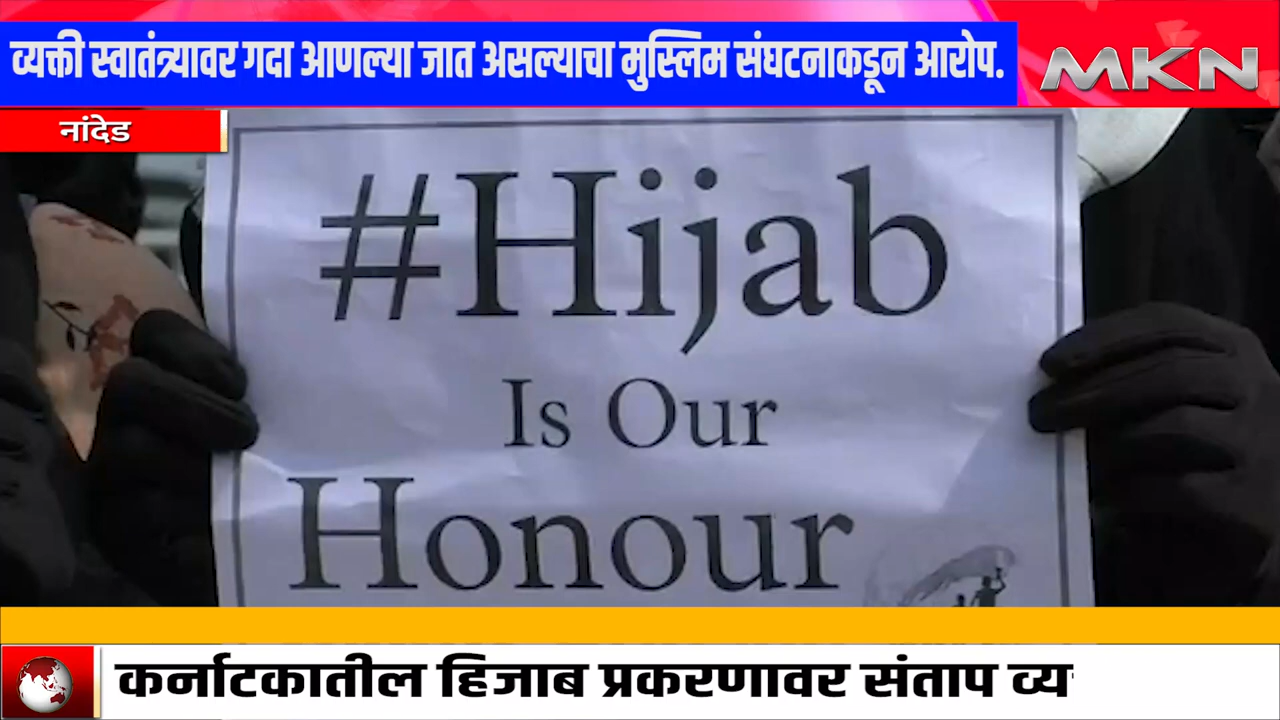 व्यक्ती स्वातंत्र्यावर गदा आणल्या जात असल्याचा मुस्लिम संघटनाकडून आरोप.
MKN
नांदेड
#Hijab
Is Our
Honour
कर्नाटकातील हिजाब प्रकरणावर संताप